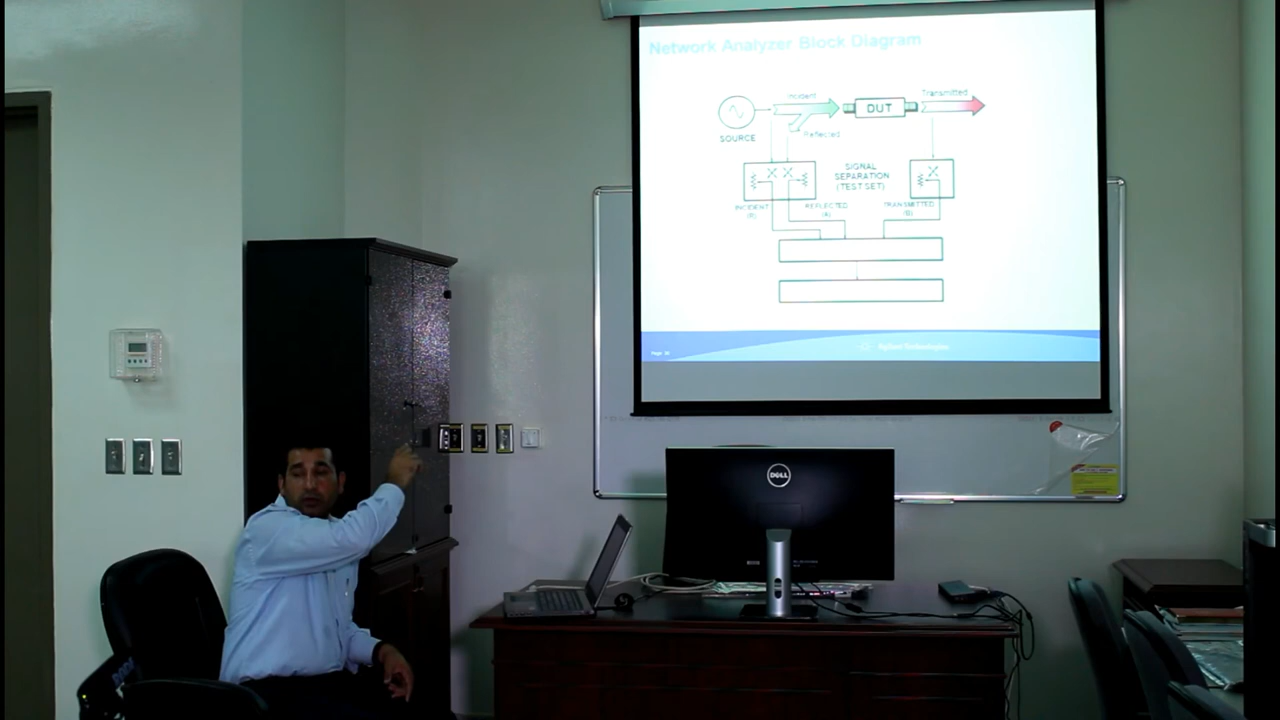 Network Analyzer Block Diagram
Incident
Transmitted
DUT
SOURCE
Reflected
SIGNAL
SEPARATION
(TEST SET)
INCIDENT
(R)
REFLECTED
(A)
TRANSMITTED
(B)
Agilent Technologies
Page
DELL